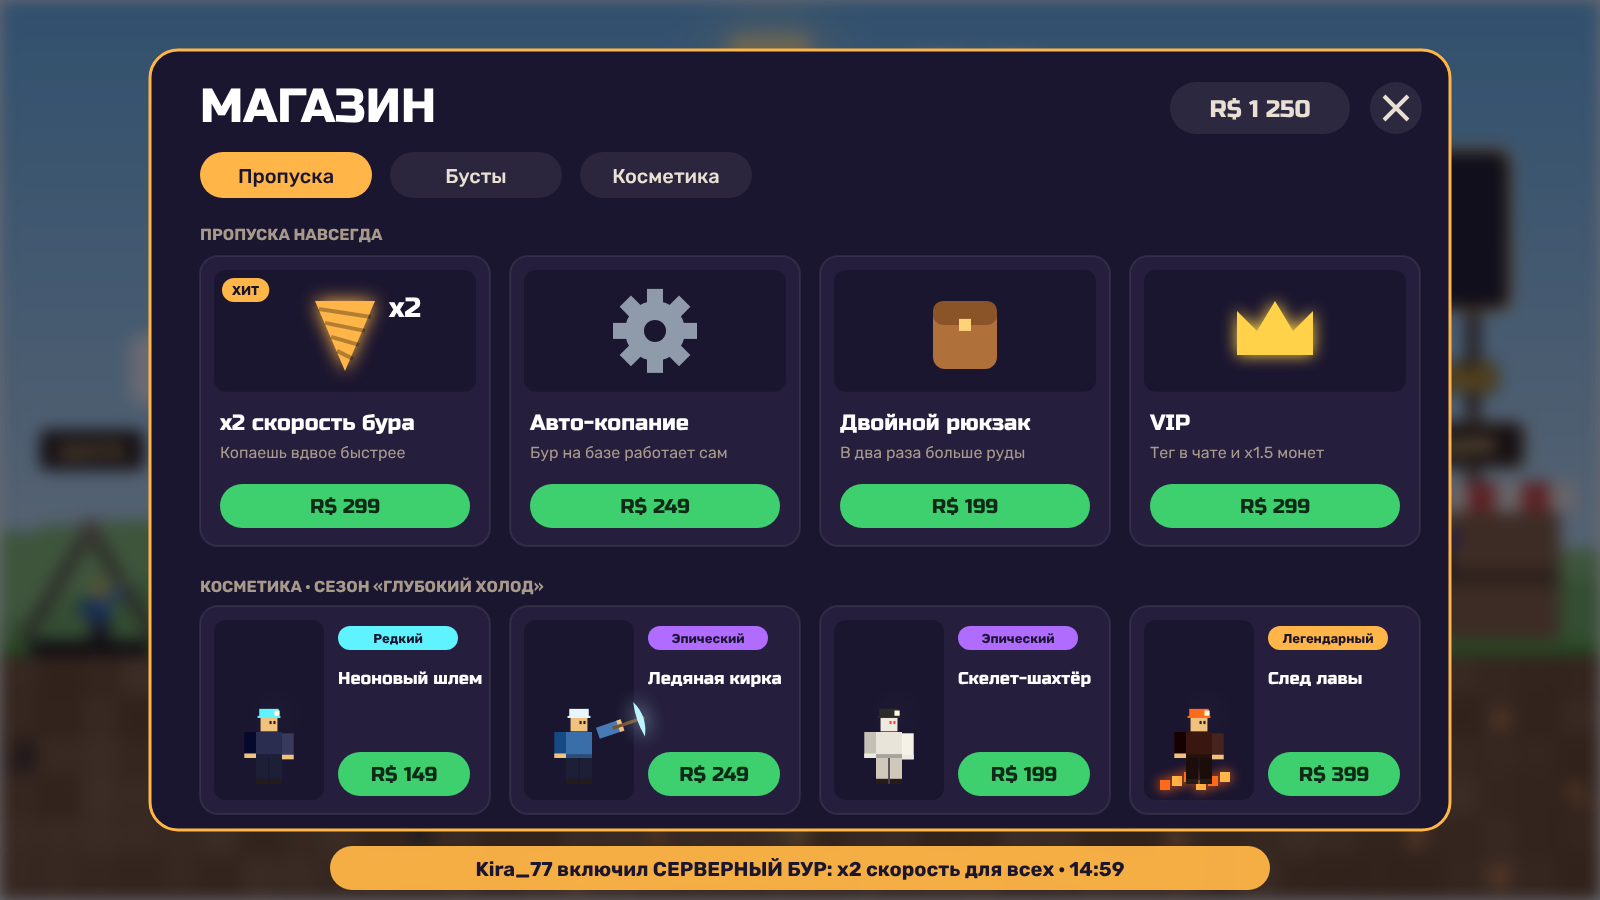 МАГАЗИН
R$ 1 250
Пропуска
Бусты
Косметика
ПРОПУСКА НАВСЕГДА
ХИТ
x2
x2 скорость бура
Копаешь вдвое быстрее
R$ 299
Авто-копание
Бур на базе работает сам
R$ 249
Двойной рюкзак
В два раза больше руды
R$ 199
VIP
Тег в чате и x1.5 монет
R$ 299
КОСМЕТИКА • СЕЗОН «ГЛУБОКИЙ ХОЛОД»
Редкий
Неоновый шлем
R$ 149
Эпический
Ледяная кирка
R$ 249
Эпический
Скелет-шахтёр
R$ 199
Легендарный
След лавы
R$ 399
Kira_77 включил СЕРВЕРНЫЙ БУР: x2 скорость для всех • 14:59